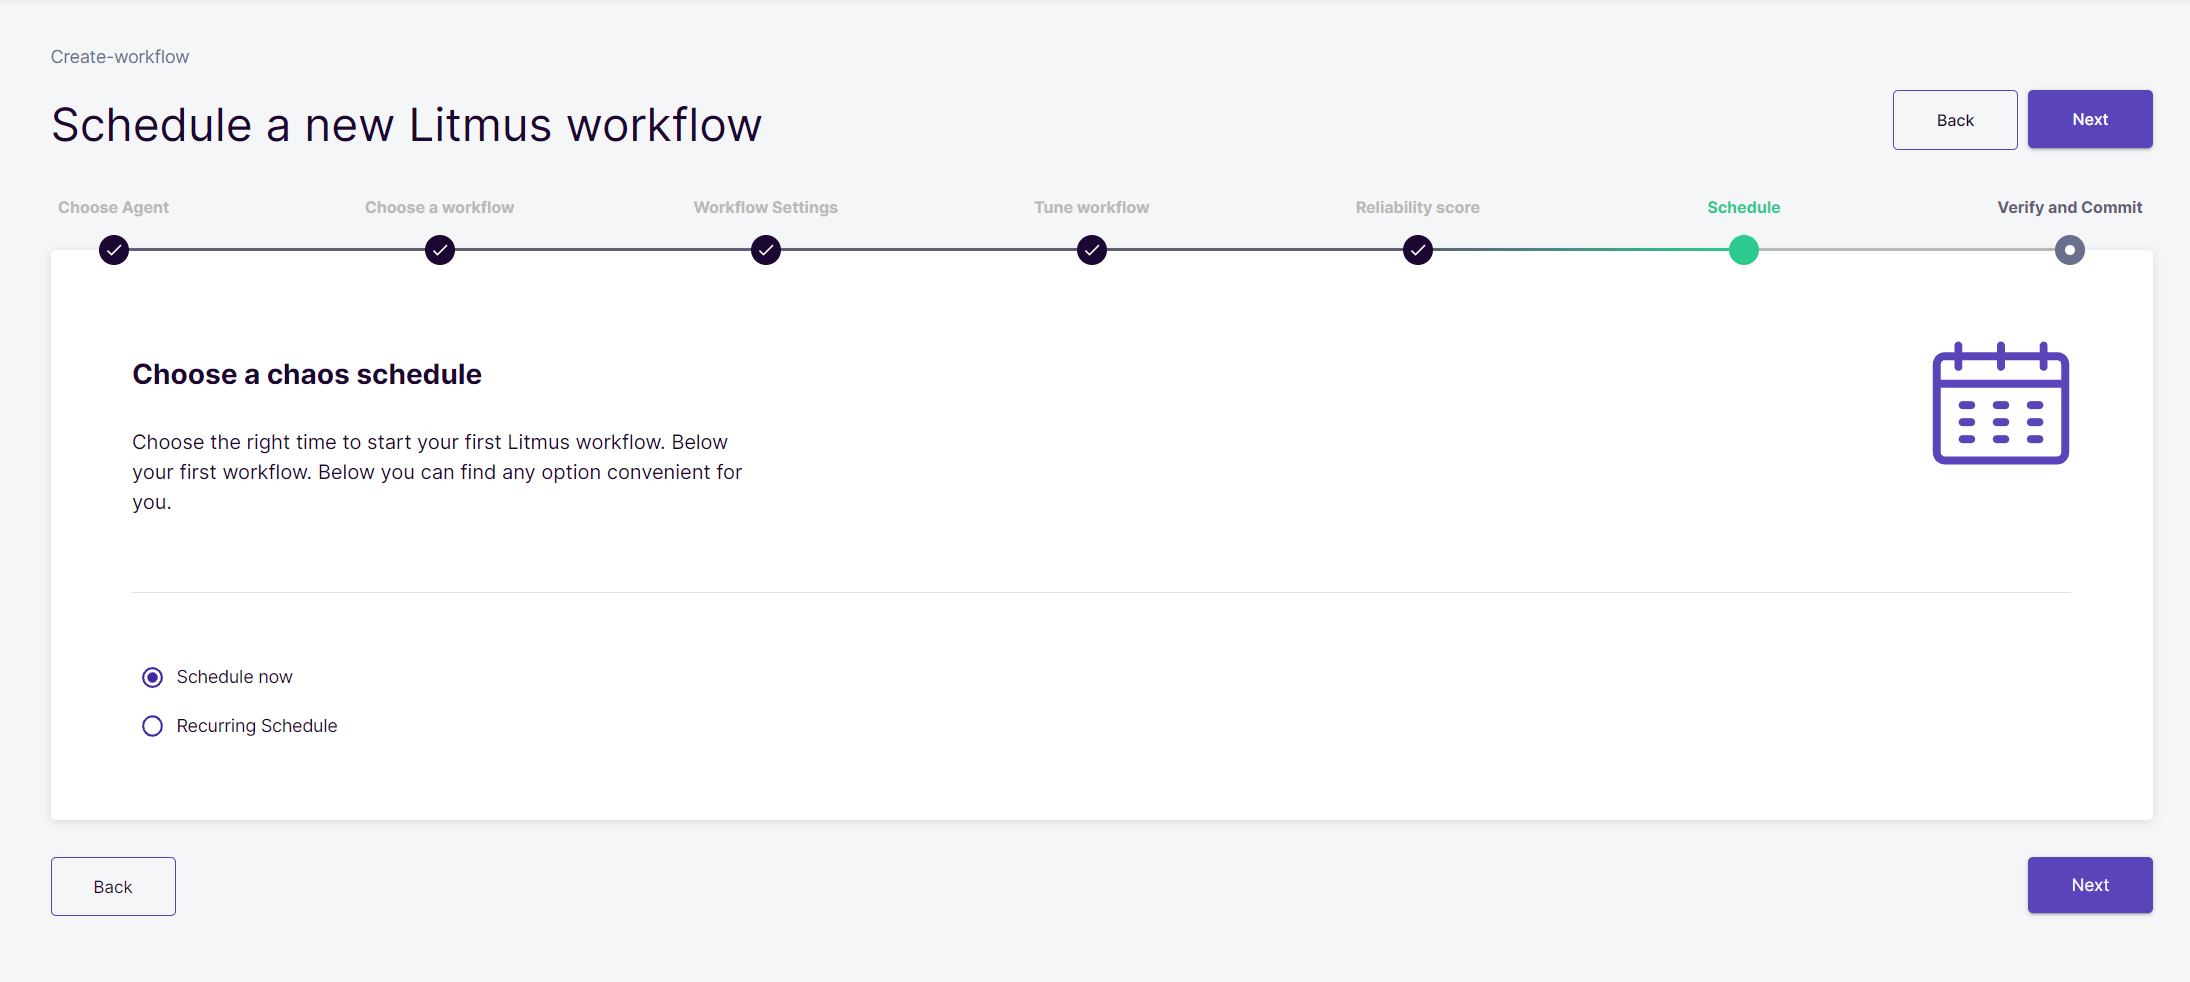 Create-workflow
Schedule a new Litmus workflow
Back
Next
Choose Agent
Choose a workflow
Workflow Settings
Tune workflow
Reliability score
Schedule
Verify and Commit
Choose a chaos schedule
Choose the right time to start your first Litmus workflow. Below
your first workflow. Below you can find any option convenient for
you.
Schedule now
Recurring Schedule
Back
Next